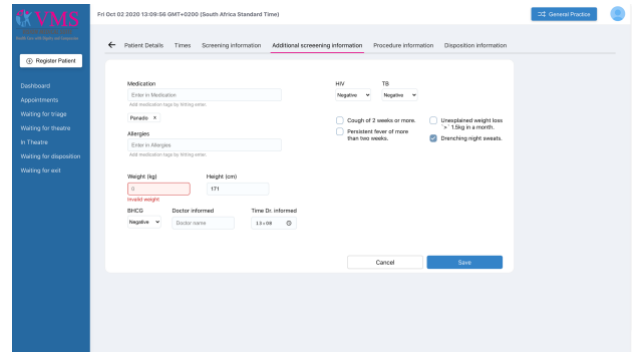 VMS
Fri Oct 02 2020 13:09:56 GMT+0200 (South Africa Standard Time)
General Practice
Register Patient
Patient Details Times Screening information Additional screeening information Procedure information Disposition information
Dashboard
Appointments
Waiting for triage
Waiting for theatre
In Theatre
Waiting for disposition
Waiting for exit
Medication
Enter in Medication
Add medication tags by hitting enter.
Panado ×
Allergies
Enter in Allergies
Add medication tags by hitting enter.
Weight (kg) Height (cm)
0 171
Invalid weight
BHCG Doctor informed Time Dr. informed
Negative Doctor name 13:08
HIV TB
Negative Negative
Cough of 2 weeks or more.
Persistent fever of more
than two weeks.
Unexplained weight loss
`>` 1.5kg in a month.
Drenching night sweats.
Cancel Save